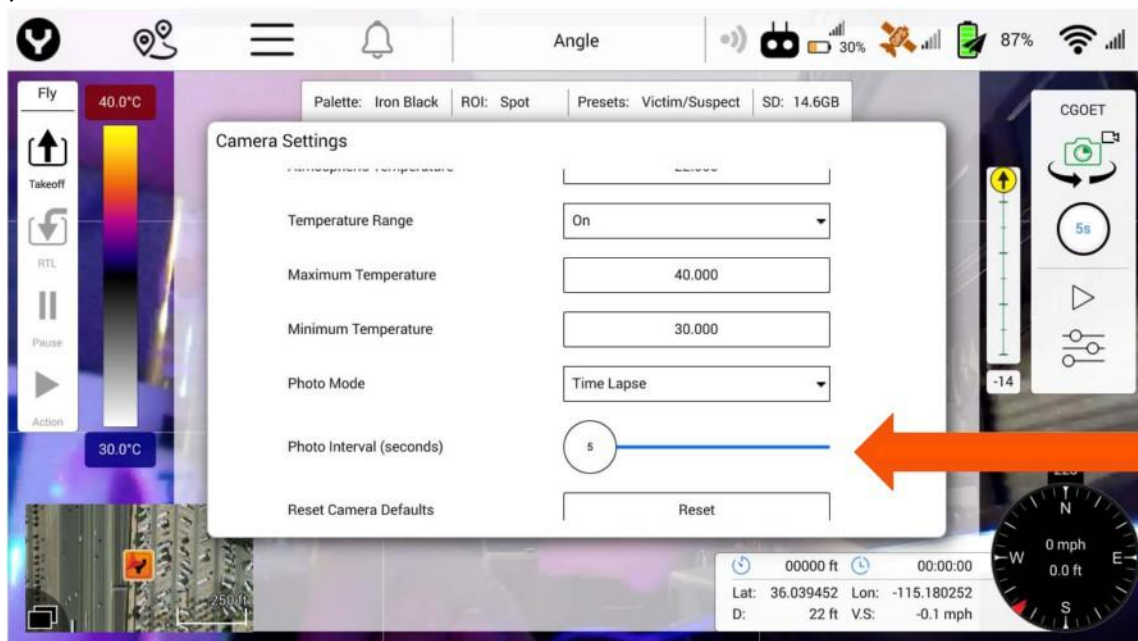 Angle
30%
GPS
87%
Fly
40.0°C
Palette: Iron Black ROI: Spot Presets: Victim/Suspect SD: 14.6GB
CGOET
Camera Settings
Takeoff
Temperature Range On
5s
RTL
Maximum Temperature 40.000
Minimum Temperature 30.000
Pause
Photo Mode Time Lapse
-14
Action
30.0°C
Photo Interval (seconds) 5
Reset Camera Defaults Reset
N
W 0 mph E
0.0 ft
S
00000 ft 00:00:00
Lat: 36.039452 Lon: -115.180252
D: 22 ft V.S: -0.1 mph
250 ft